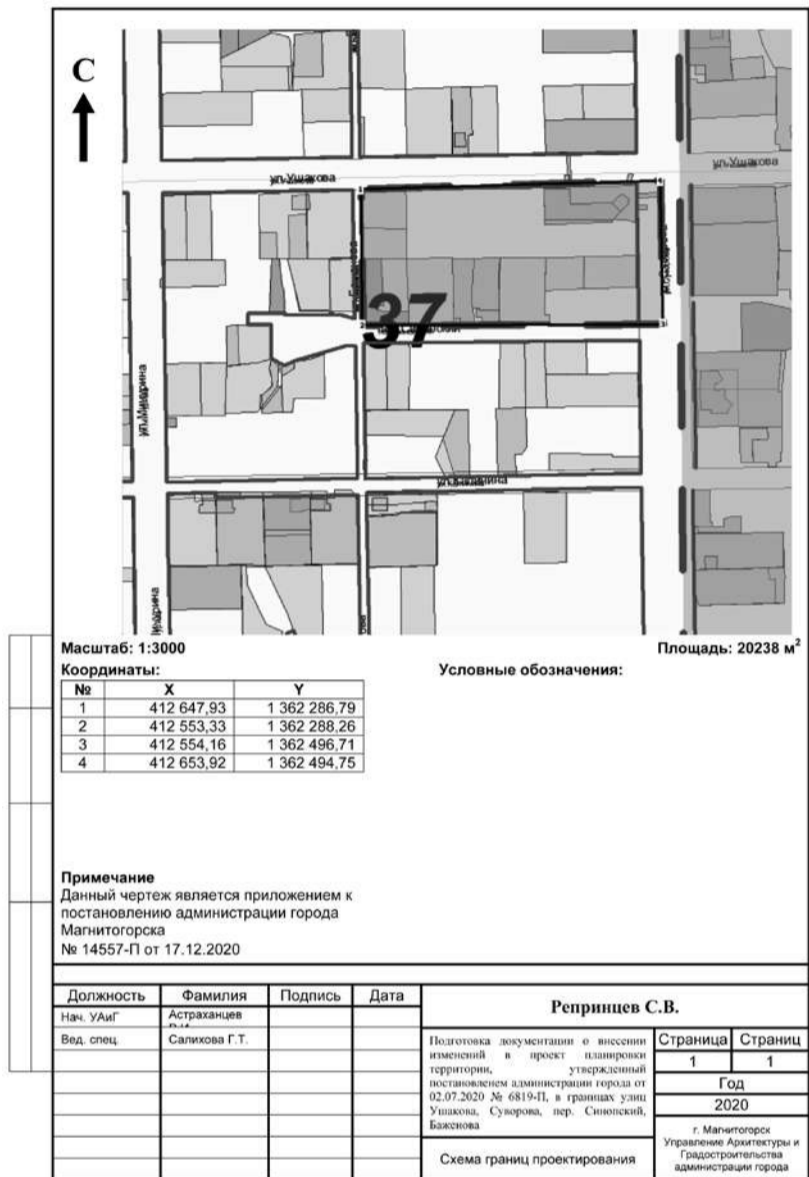 С
ул.Ушакова
ул.Ушакова
1
4
37
2
3
Масштаб: 1:3000
Площадь: 20238 м²
Координаты:
Условные обозначения:
№ X Y
1 412 647,93 1 362 286,79
2 412 553,33 1 362 288,26
3 412 554,16 1 362 496,71
4 412 653,92 1 362 494,75
Примечание
Данный чертеж является приложением к
постановлению администрации города
Магнитогорска
№ 14557-П от 17.12.2020
Должность Фамилия Подпись Дата
Нач. УАиГ Астраханцев
Вед. спец. Салихова Г.Т.
Репринцев С.В.
Подготовка документации о внесении
изменений в проект планировки
территории, утвержденный
постановленем администрации города от
02.07.2020 № 6819-П, в границах улиц
Ушакова, Суворова, пер. Синопский,
Баженова
Схема границ проектирования
Страница Страниц
1 1
Год
2020
г. Магнитогорск
Управление Архитектуры и
Градостроительства
администрации города